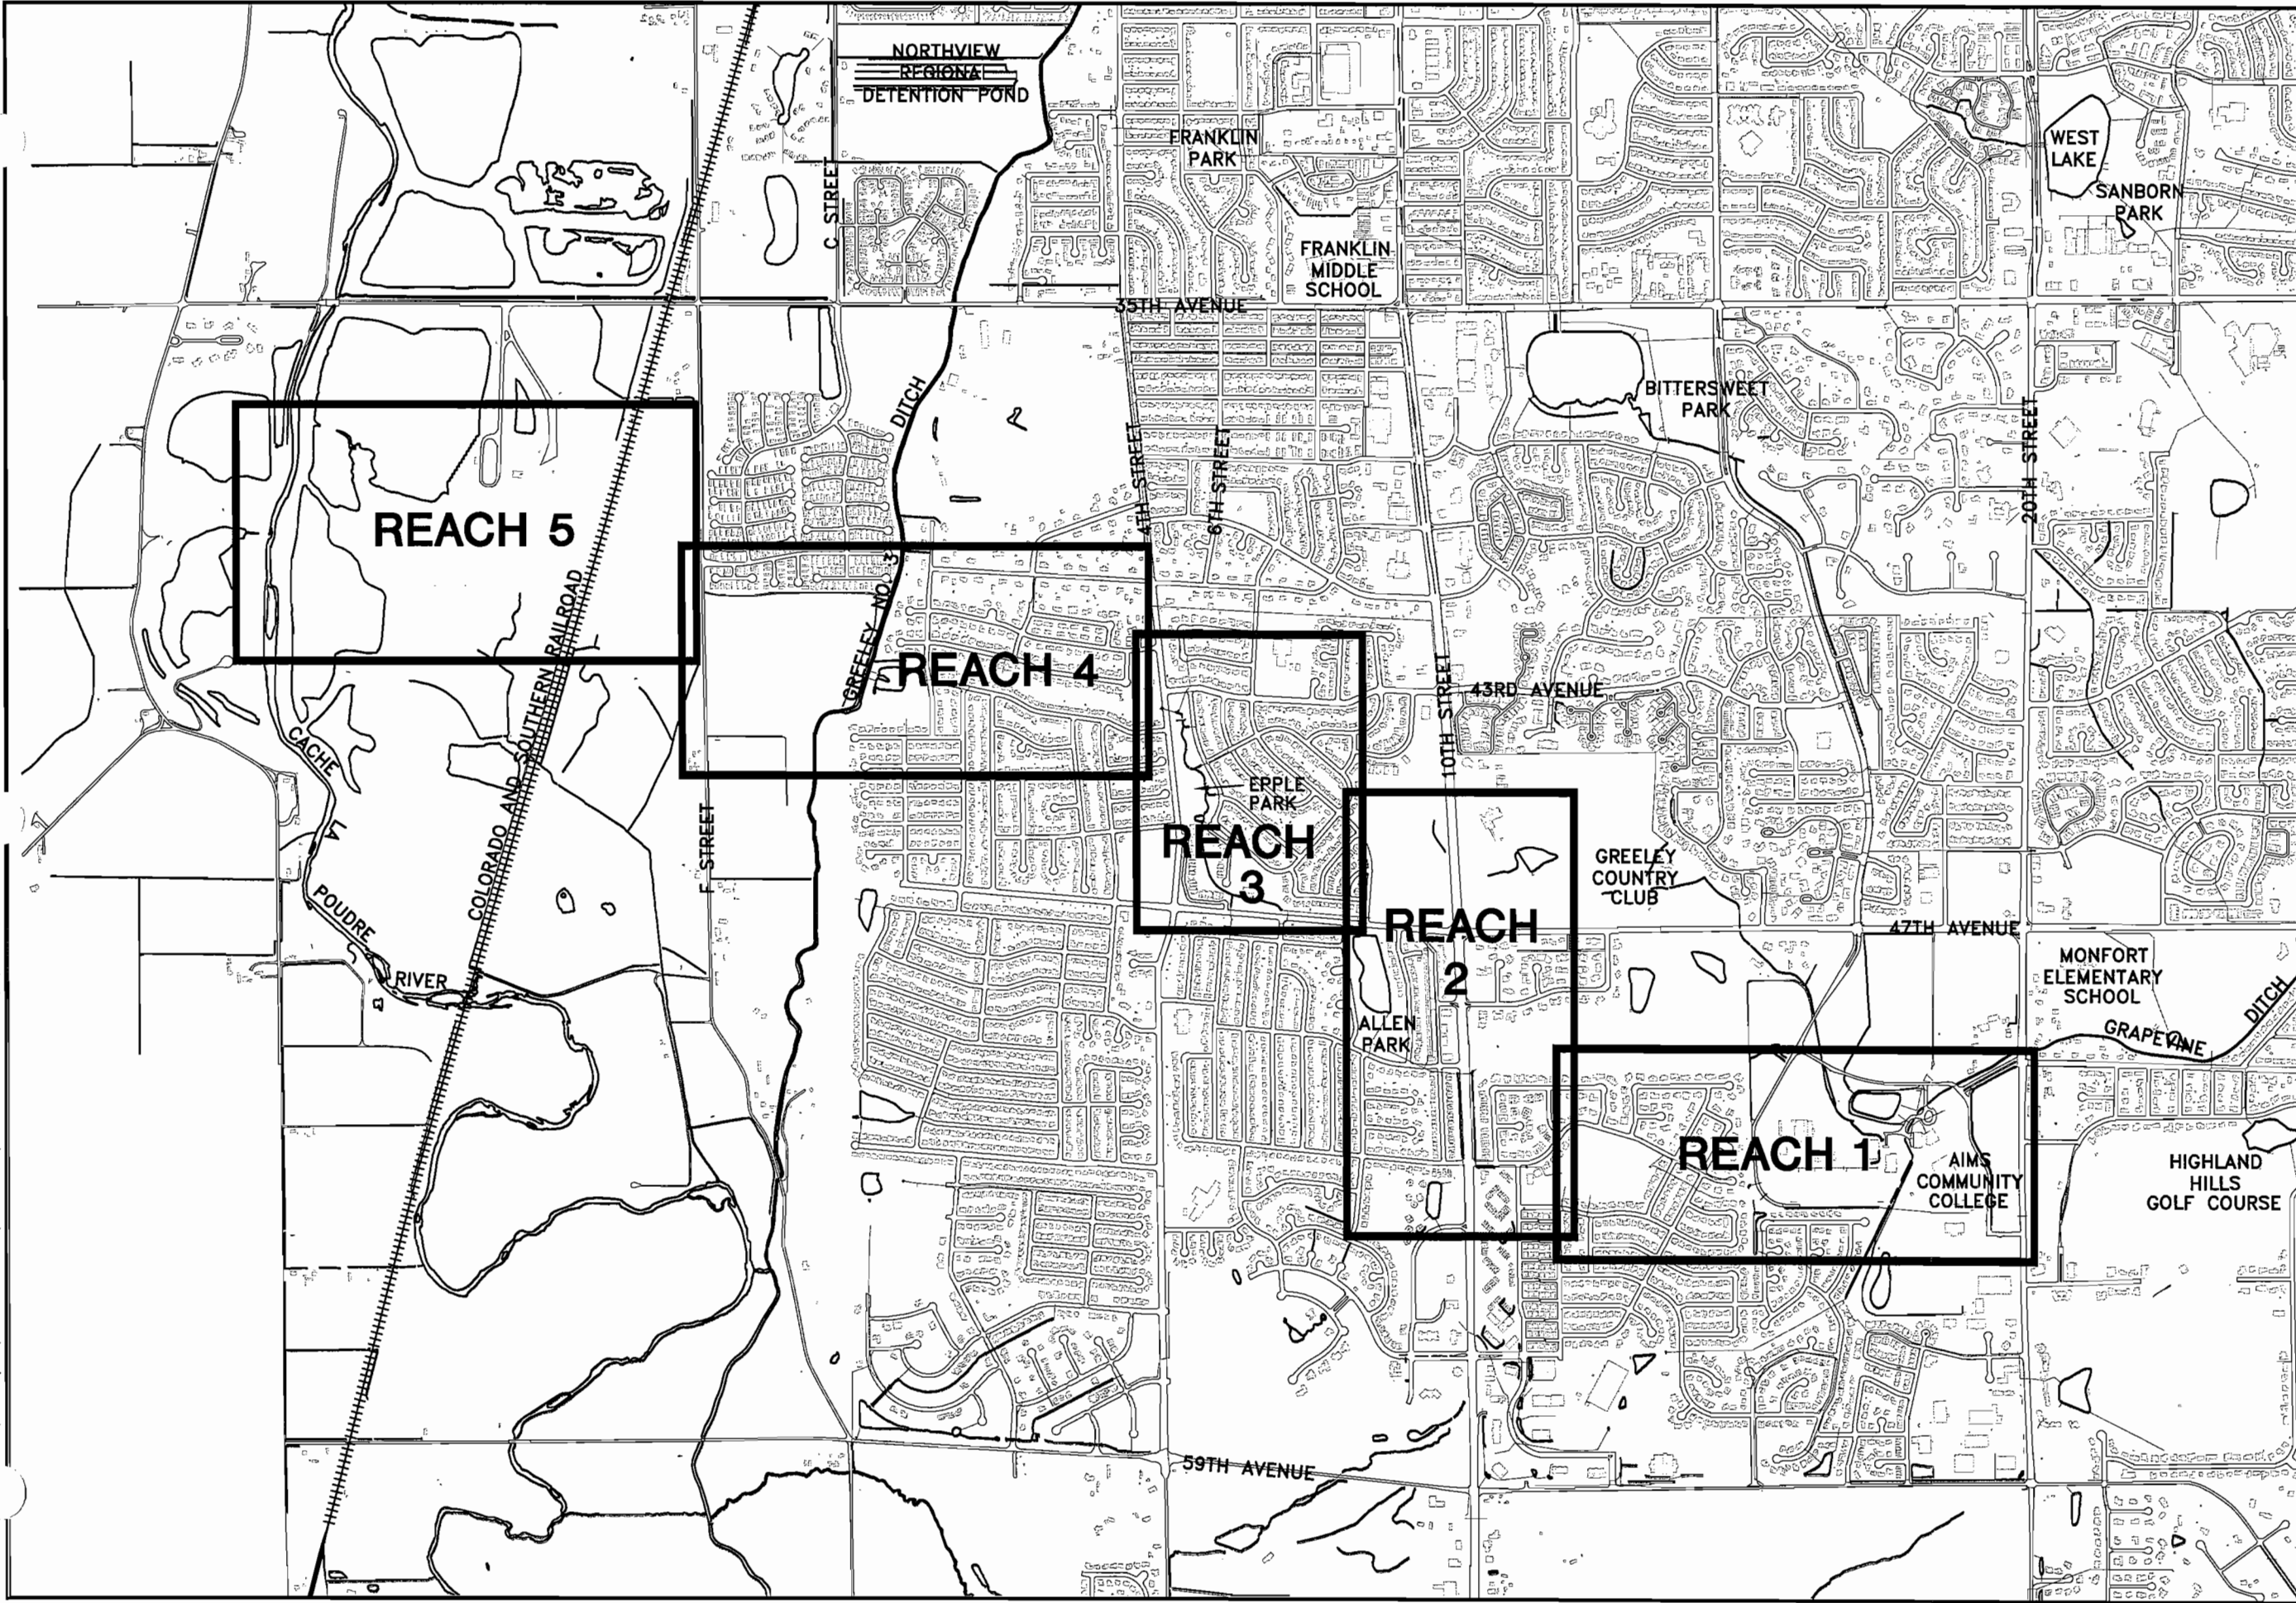 NORTHVIEW
REGIONAL
DETENTION POND
FRANKLIN
PARK
WEST
LAKE
SANBORN
PARK
C STREET
FRANKLIN
MIDDLE
SCHOOL
35TH AVENUE
DITCH
BITTERSWEET
PARK
4TH STREET
6TH STREET
20TH STREET
REACH 5
GREELEY NO. 3
REACH 4
43RD AVENUE
10TH STREET
CACHE
LA
POUDRE
RIVER
COLORADO AND SOUTHERN RAILROAD
F STREET
EPPLE
PARK
REACH
3
GREELEY
COUNTRY
CLUB
REACH
2
47TH AVENUE
MONFORT
ELEMENTARY
SCHOOL
DITCH
GRAPEVINE
ALLEN
PARK
REACH 1
AIMS
COMMUNITY
COLLEGE
HIGHLAND
HILLS
GOLF COURSE
59TH AVENUE